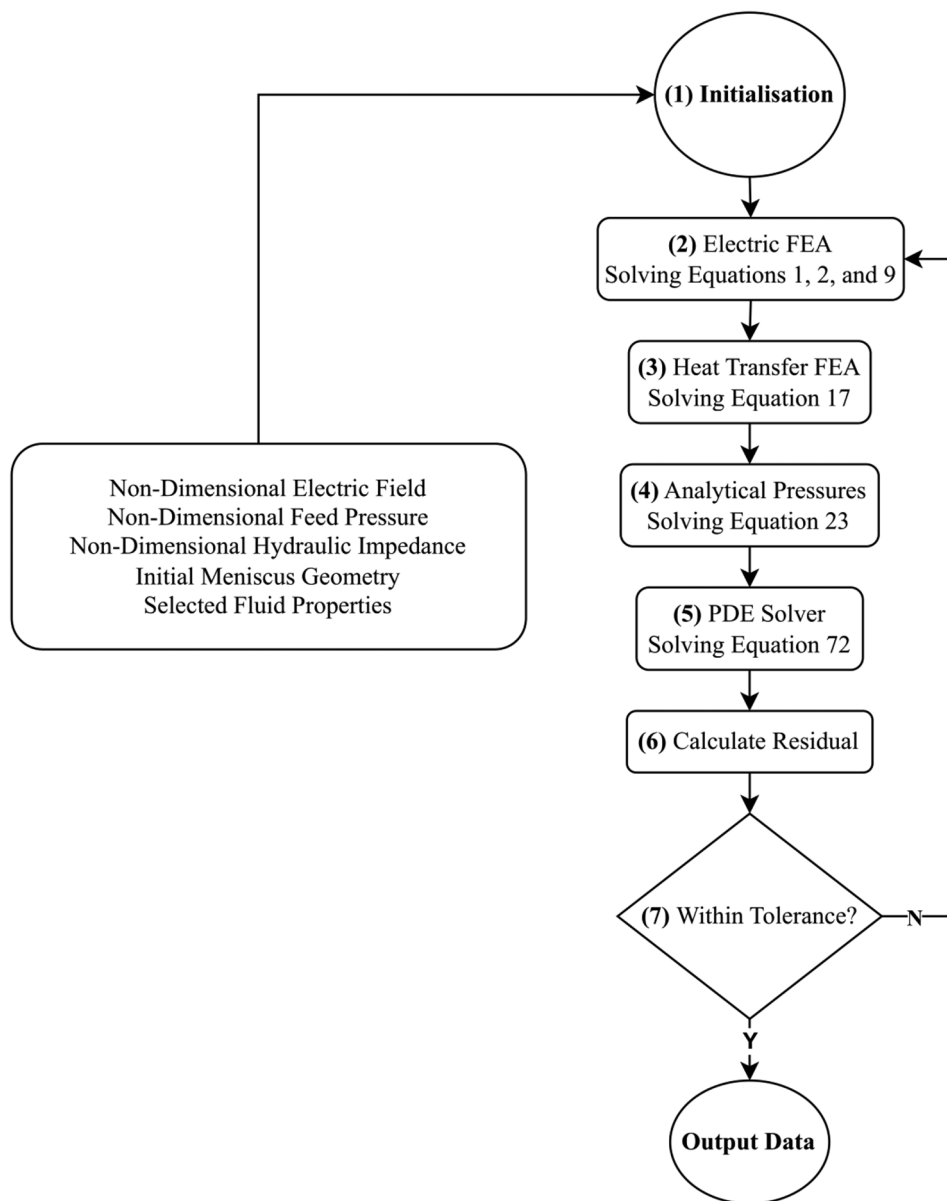 (1) Initialisation
(2) Electric FEA
Solving Equations 1, 2, and 9
(3) Heat Transfer FEA
Solving Equation 17
Non-Dimensional Electric Field
Non-Dimensional Feed Pressure
Non-Dimensional Hydraulic Impedance
Initial Meniscus Geometry
Selected Fluid Properties
(4) Analytical Pressures
Solving Equation 23
(5) PDE Solver
Solving Equation 72
(6) Calculate Residual
(7) Within Tolerance?
N
Y
Output Data